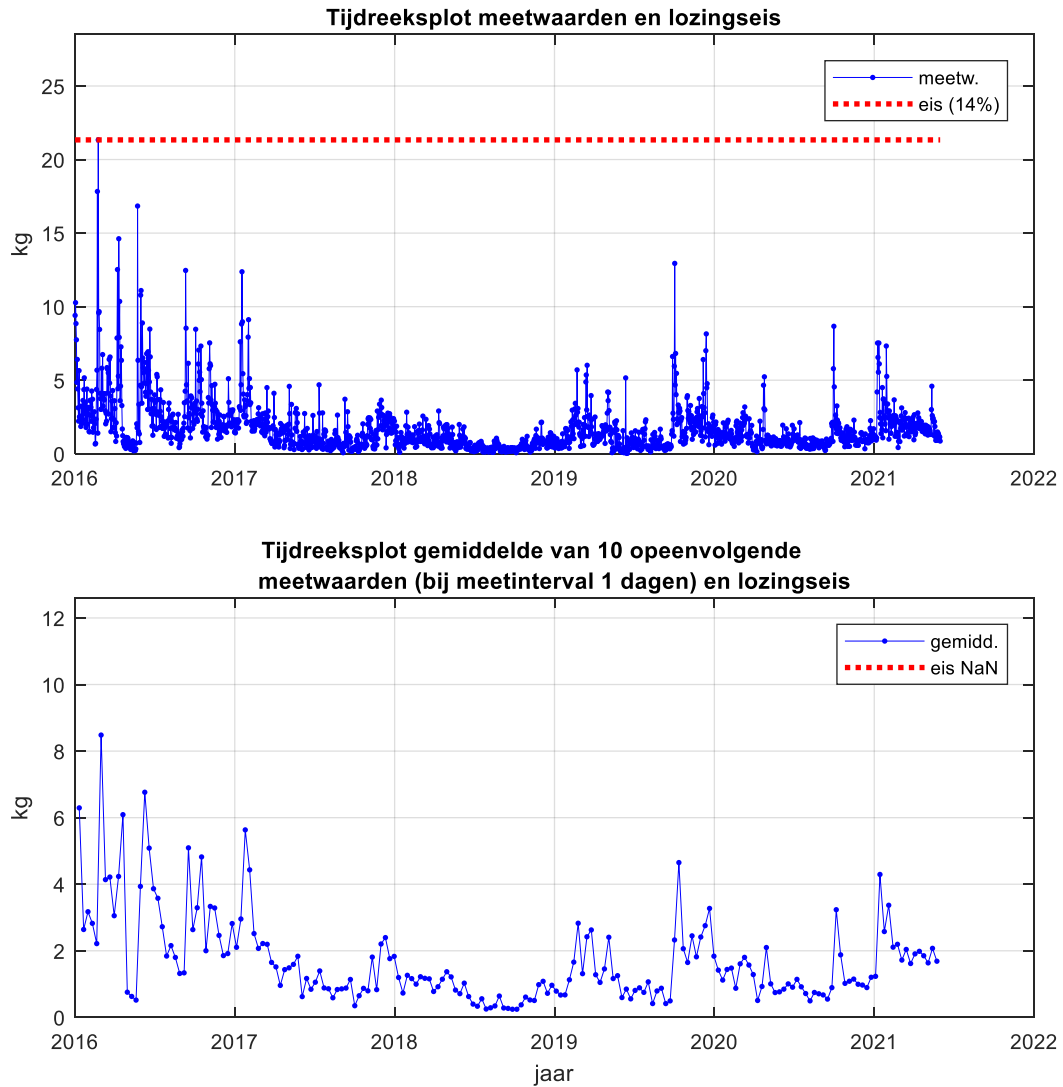 Tijdreeksplot meetwaarden en lozingseis
25
20
15
10
5
0
kg
meetw.
eis (14%)
2016 2017 2018 2019 2020 2021 2022
Tijdreeksplot gemiddelde van 10 opeenvolgende
meetwaarden (bij meetinterval 1 dagen) en lozingseis
12
10
8
6
4
2
0
kg
gemidd.
eis NaN
2016 2017 2018 2019 2020 2021 2022
jaar